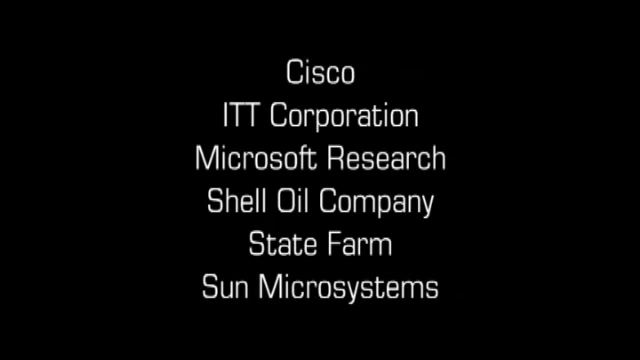 Cisco
ITT Corporation
Microsoft Research
Shell Oil Company
State Farm
Sun Microsystems